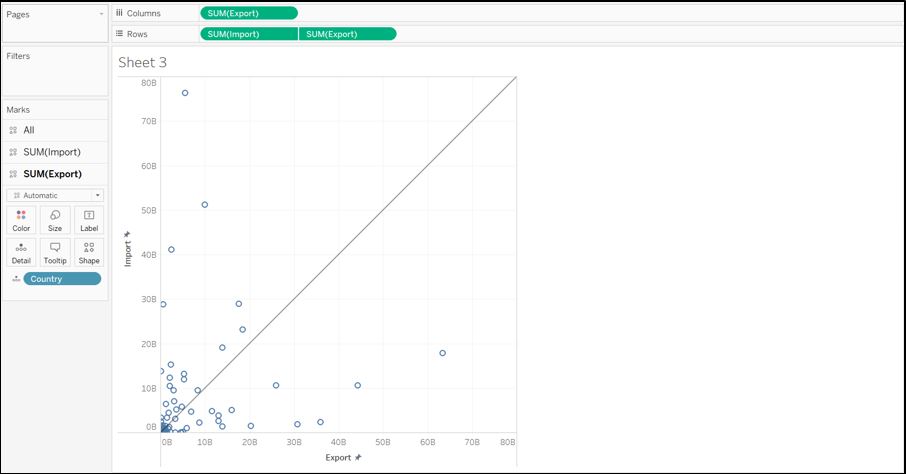 Pages
Columns SUM(Export)
Rows SUM(Import) SUM(Export)
Filters
Sheet 3
Marks
All
SUM(Import)
SUM(Export)
Automatic
Color Size Label
Detail Tooltip Shape
Country
80B
70B
60B
50B
40B
30B
20B
10B
0B
Import
0B 10B 20B 30B 40B 50B 60B 70B 80B
Export